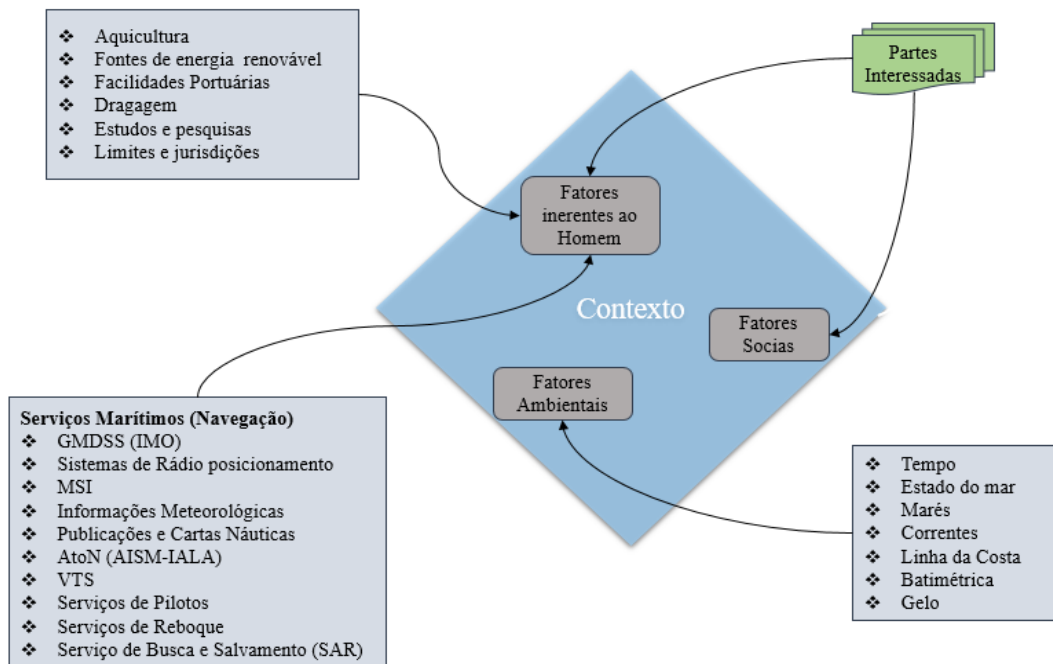 ❖ Aquicultura
❖ Fontes de energia renovável
❖ Facilidades Portuárias
❖ Dragagem
❖ Estudos e pesquisas
❖ Limites e jurisdições
Partes
Interessadas
Fatores
inerentes ao
Homem
Contexto
Fatores
Socias
Fatores
Ambientais
Serviços Marítimos (Navegação)
❖ GMDSS (IMO)
❖ Sistemas de Rádio posicionamento
❖ MSI
❖ Informações Meteorológicas
❖ Publicações e Cartas Náuticas
❖ AtoN (AISM-IALA)
❖ VTS
❖ Serviços de Pilotos
❖ Serviços de Reboque
❖ Serviço de Busca e Salvamento (SAR)
❖ Tempo
❖ Estado do mar
❖ Marés
❖ Correntes
❖ Linha da Costa
❖ Batimétrica
❖ Gelo